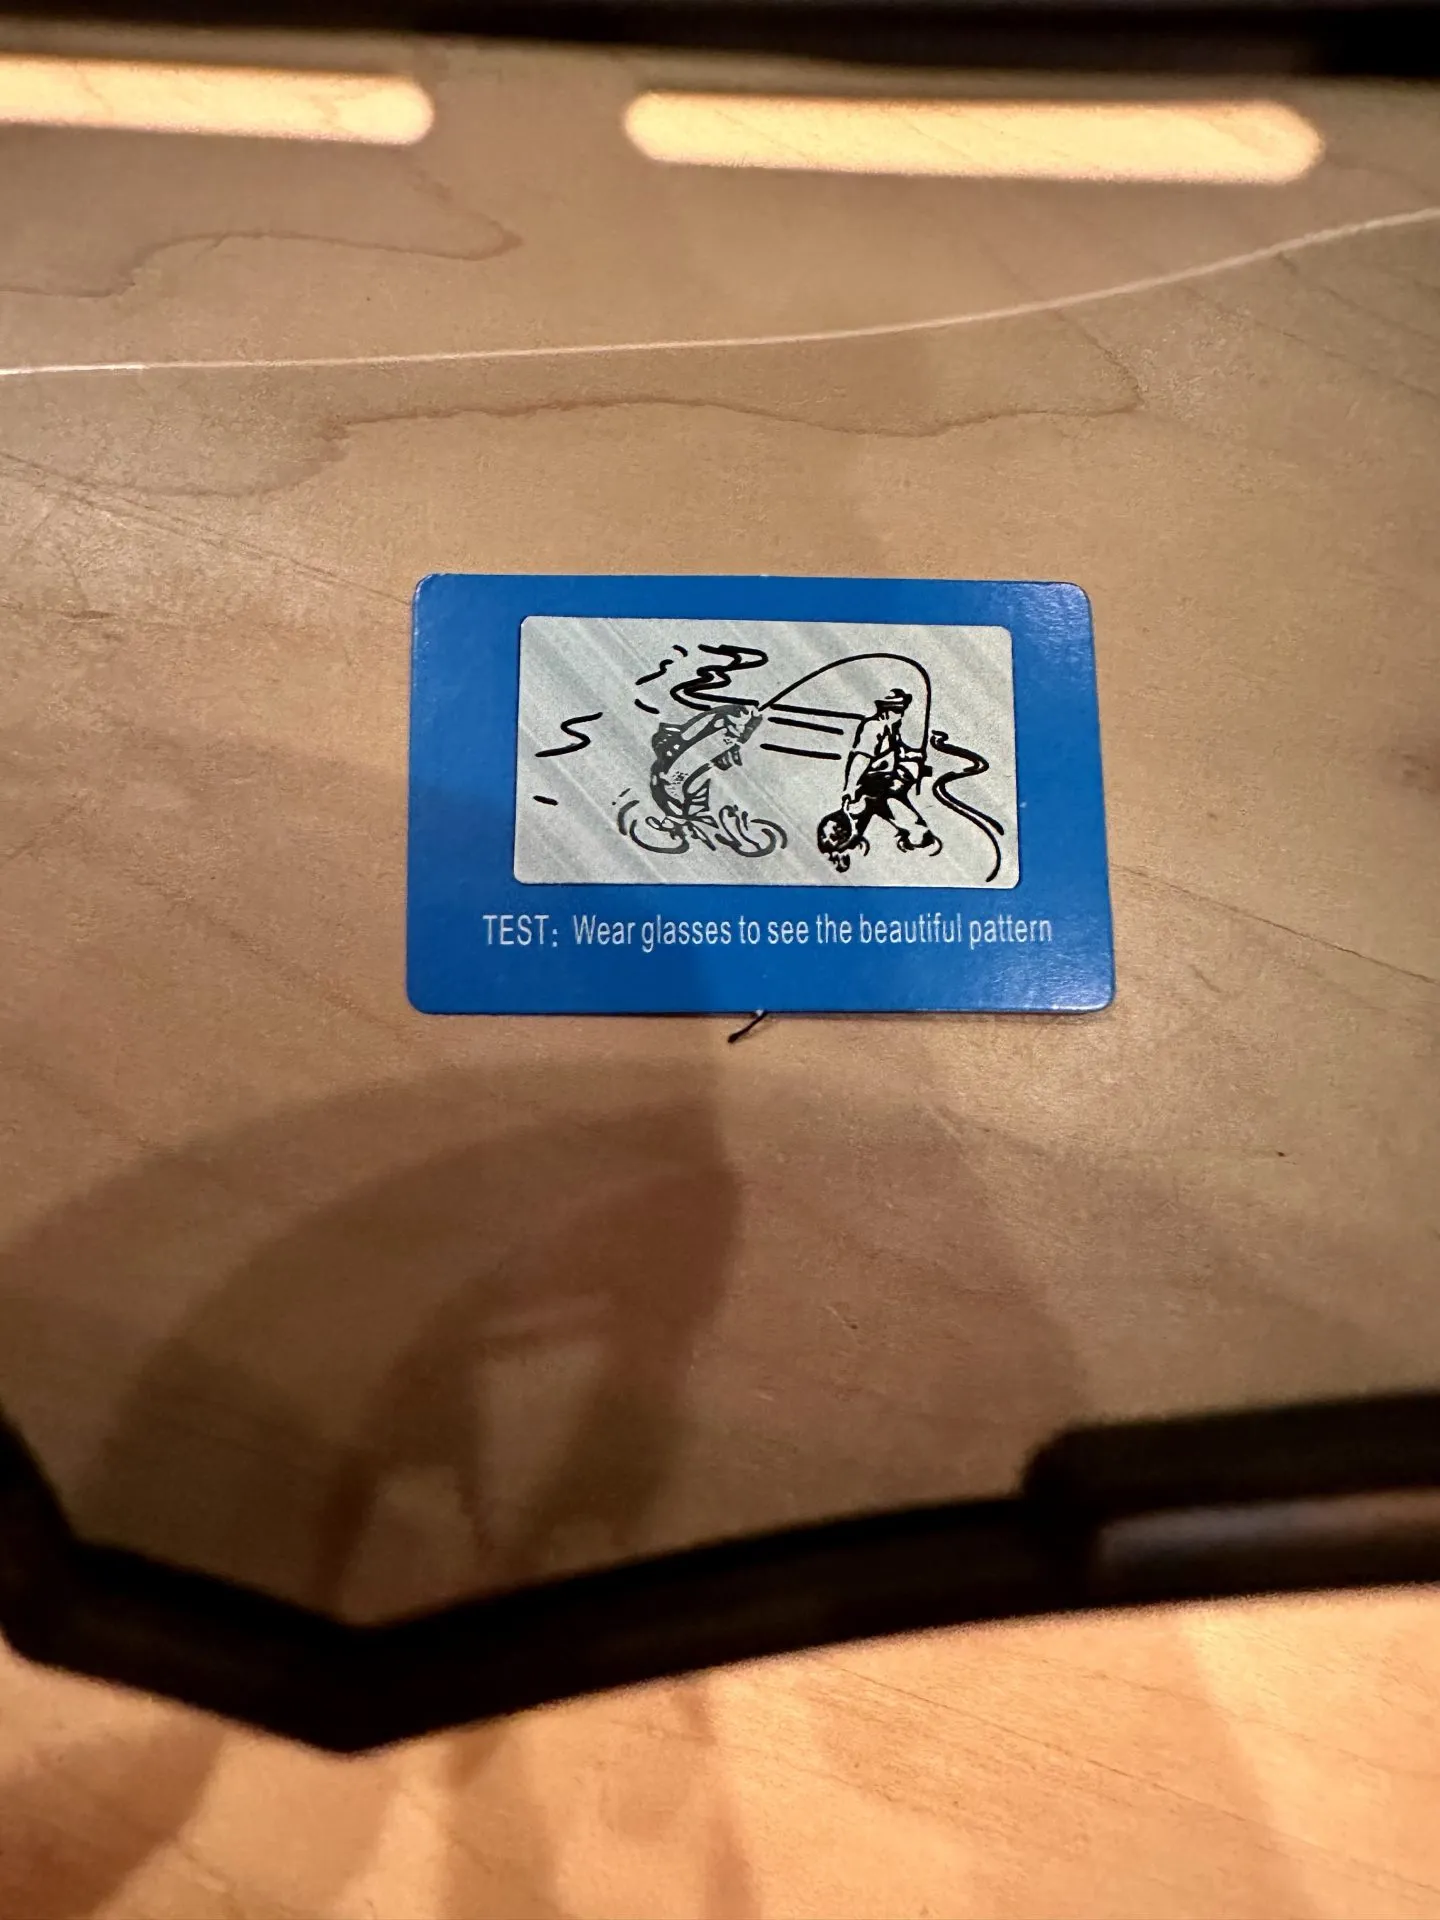 TEST: Wear glasses to see the beautiful pattern